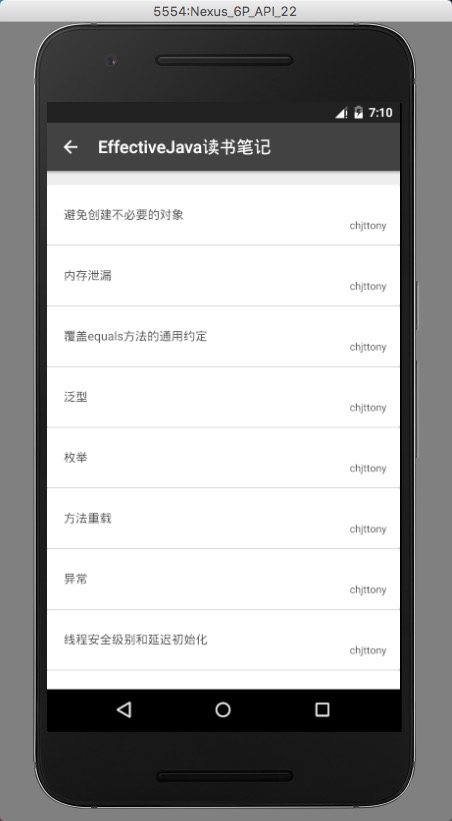 5554:Nexus_6P_API_22
7:10
EffectiveJava读书笔记
避免创建不必要的对象
chjttony
内存泄漏
chjttony
覆盖equals方法的通用约定
chjttony
泛型
chjttony
枚举
chjttony
方法重载
chjttony
异常
chjttony
线程安全级别和延迟初始化
chjttony